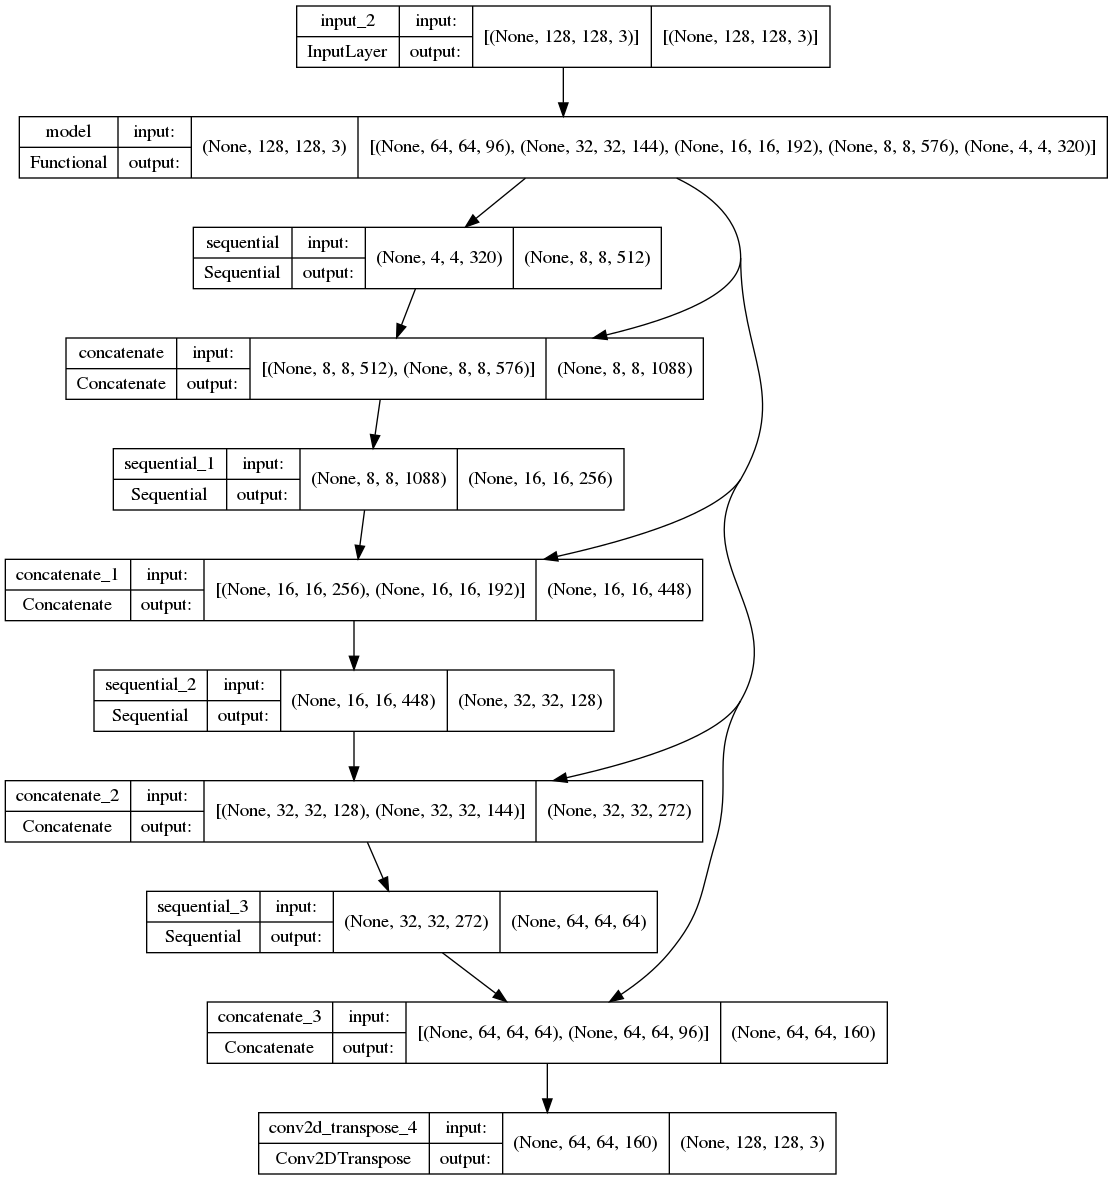 input_2 input: [(None, 128, 128, 3)] [(None, 128, 128, 3)]
InputLayer output:
model input: (None, 128, 128, 3) [(None, 64, 64, 96), (None, 32, 32, 144), (None, 16, 16, 192), (None, 8, 8, 576), (None, 4, 4, 320)]
Functional output:
sequential input: (None, 4, 4, 320) (None, 8, 8, 512)
Sequential output:
concatenate input: [(None, 8, 8, 512), (None, 8, 8, 576)] (None, 8, 8, 1088)
Concatenate output:
sequential_1 input: (None, 8, 8, 1088) (None, 16, 16, 256)
Sequential output:
concatenate_1 input: [(None, 16, 16, 256), (None, 16, 16, 192)] (None, 16, 16, 448)
Concatenate output:
sequential_2 input: (None, 16, 16, 448) (None, 32, 32, 128)
Sequential output:
concatenate_2 input: [(None, 32, 32, 128), (None, 32, 32, 144)] (None, 32, 32, 272)
Concatenate output:
sequential_3 input: (None, 32, 32, 272) (None, 64, 64, 64)
Sequential output:
concatenate_3 input: [(None, 64, 64, 64), (None, 64, 64, 96)] (None, 64, 64, 160)
Concatenate output:
conv2d_transpose_4 input: (None, 64, 64, 160) (None, 128, 128, 3)
Conv2DTranspose output: